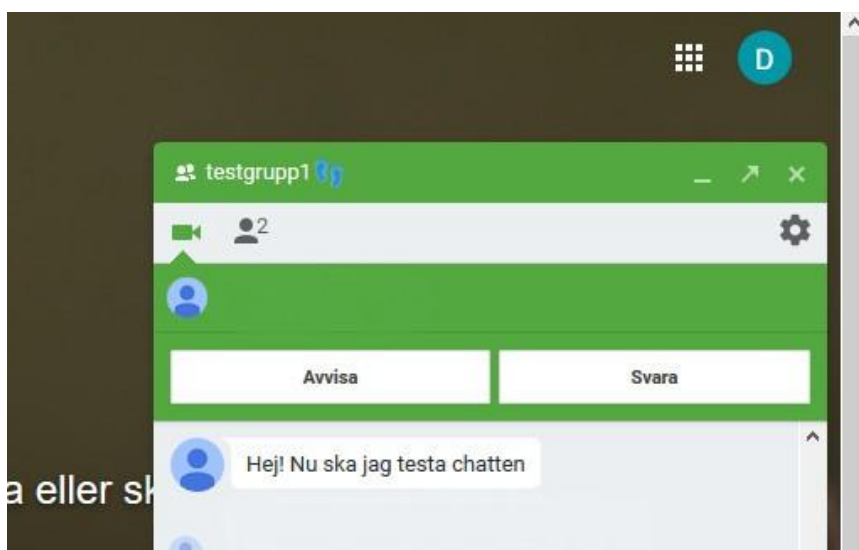 D
testgrupp1👣
2
Avvisa
Svara
Hej! Nu ska jag testa chatten
a eller sk